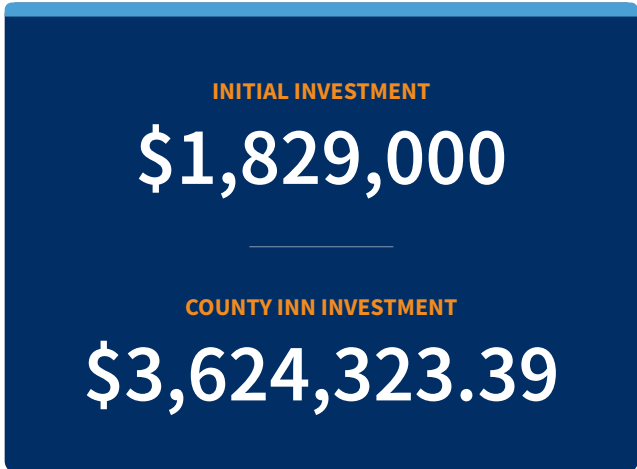 INITIAL INVESTMENT
$1,829,000
COUNTY INN INVESTMENT
$3,624,323.39